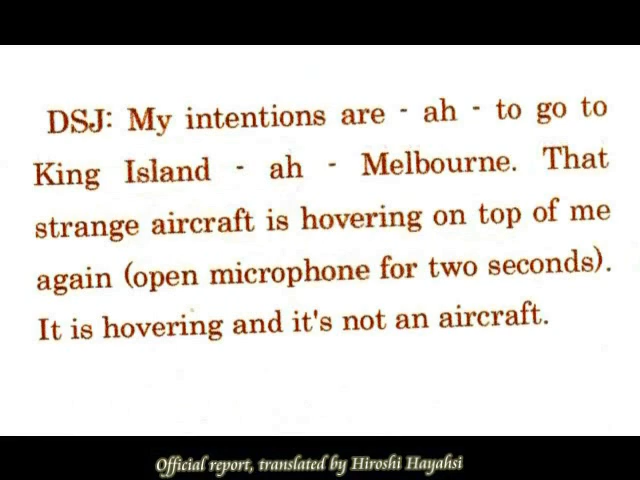 DSJ: My intentions are - ah - to go to
King Island - ah - Melbourne. That
strange aircraft is hovering on top of me
again (open microphone for two seconds).
It is hovering and it's not an aircraft.
Official report, translated by Hiroshi Hayahsi